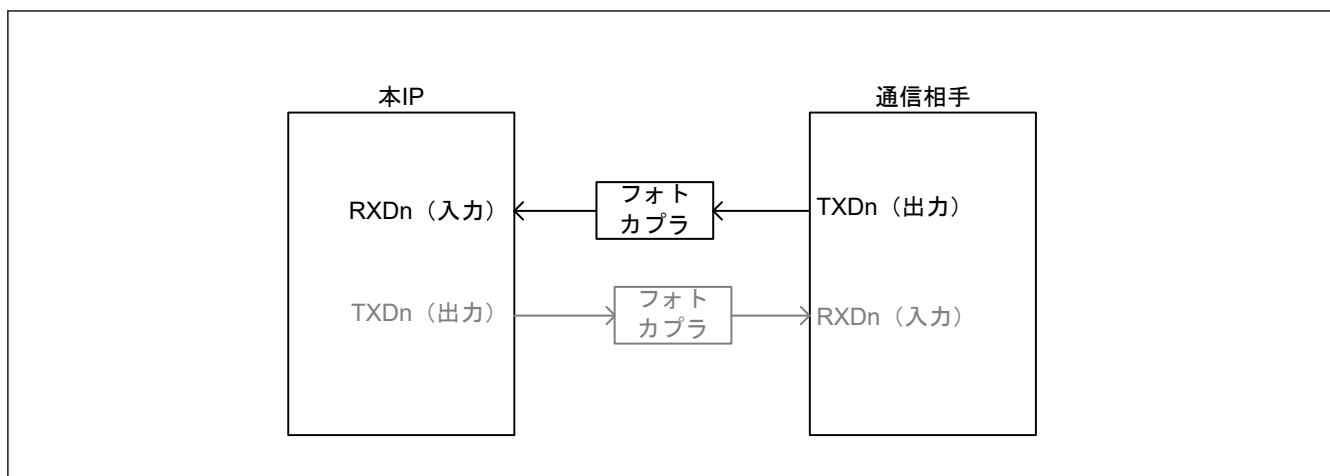 本IP
通信相手
RXDn（入力）
フォト
カプラ
TXDn（出力）
TXDn（出力）
フォト
カプラ
RXDn（入力）